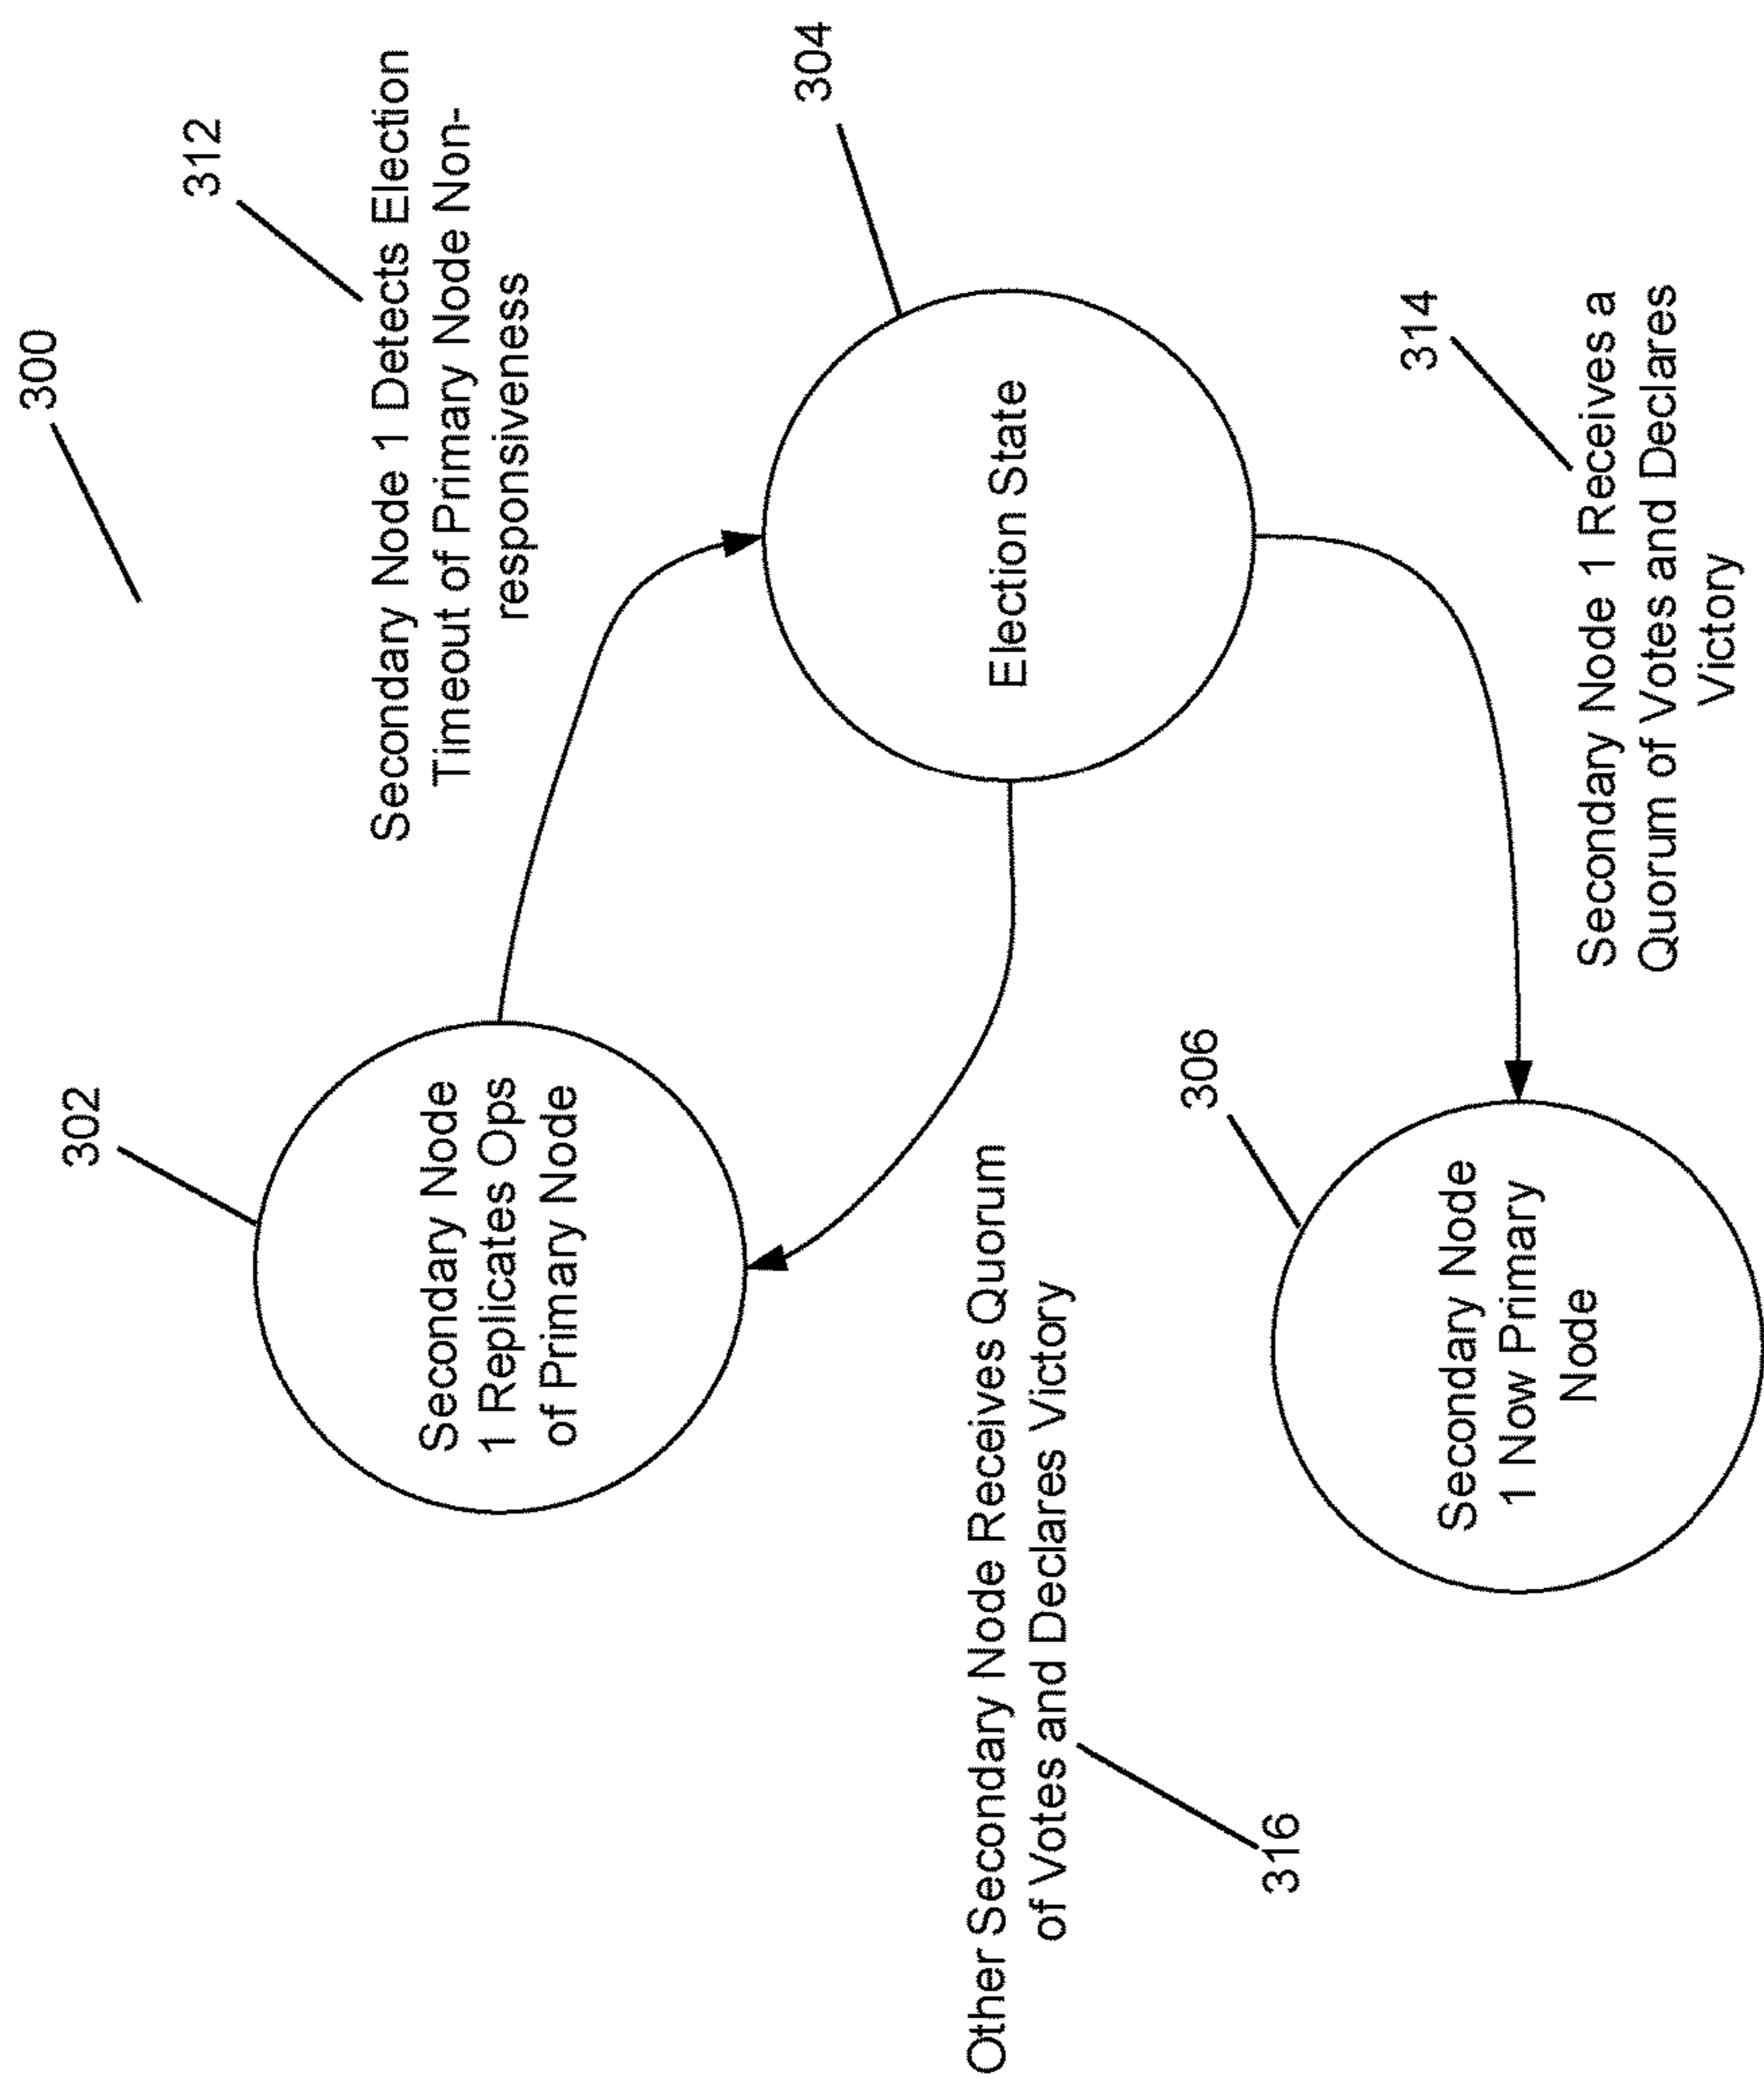 300
302
Secondary Node
1 Replicates Ops
of Primary Node
312
Secondary Node 1 Detects Election
Timeout of Primary Node Non-
responsiveness
304
Election State
Other Secondary Node Receives Quorum
of Votes and Declares Victory
316
306
Secondary Node
1 Now Primary
Node
314
Secondary Node 1 Receives a
Quorum of Votes and Declares
Victory